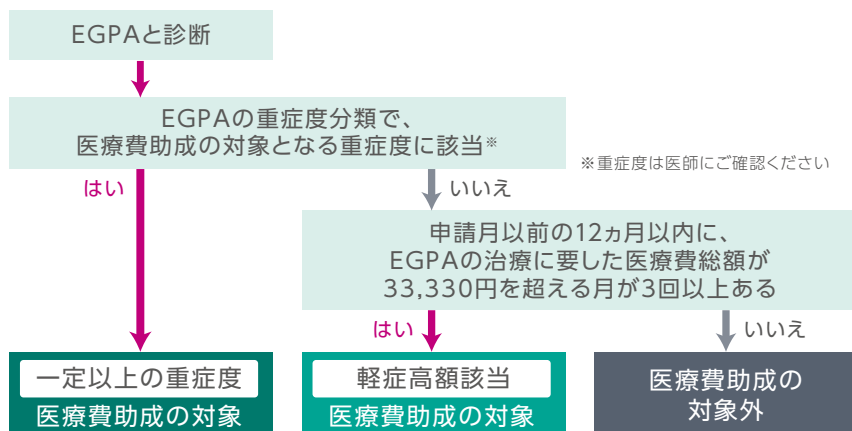 EGPAと診断
EGPAの重症度分類で、
医療費助成の対象となる重症度に該当※
※重症度は医師にご確認ください
はい
いいえ
申請月以前の12ヵ月以内に、
EGPAの治療に要した医療費総額が
33,330円を超える月が3回以上ある
はい
いいえ
一定以上の重症度
医療費助成の対象
軽症高額該当
医療費助成の対象
医療費助成の
対象外